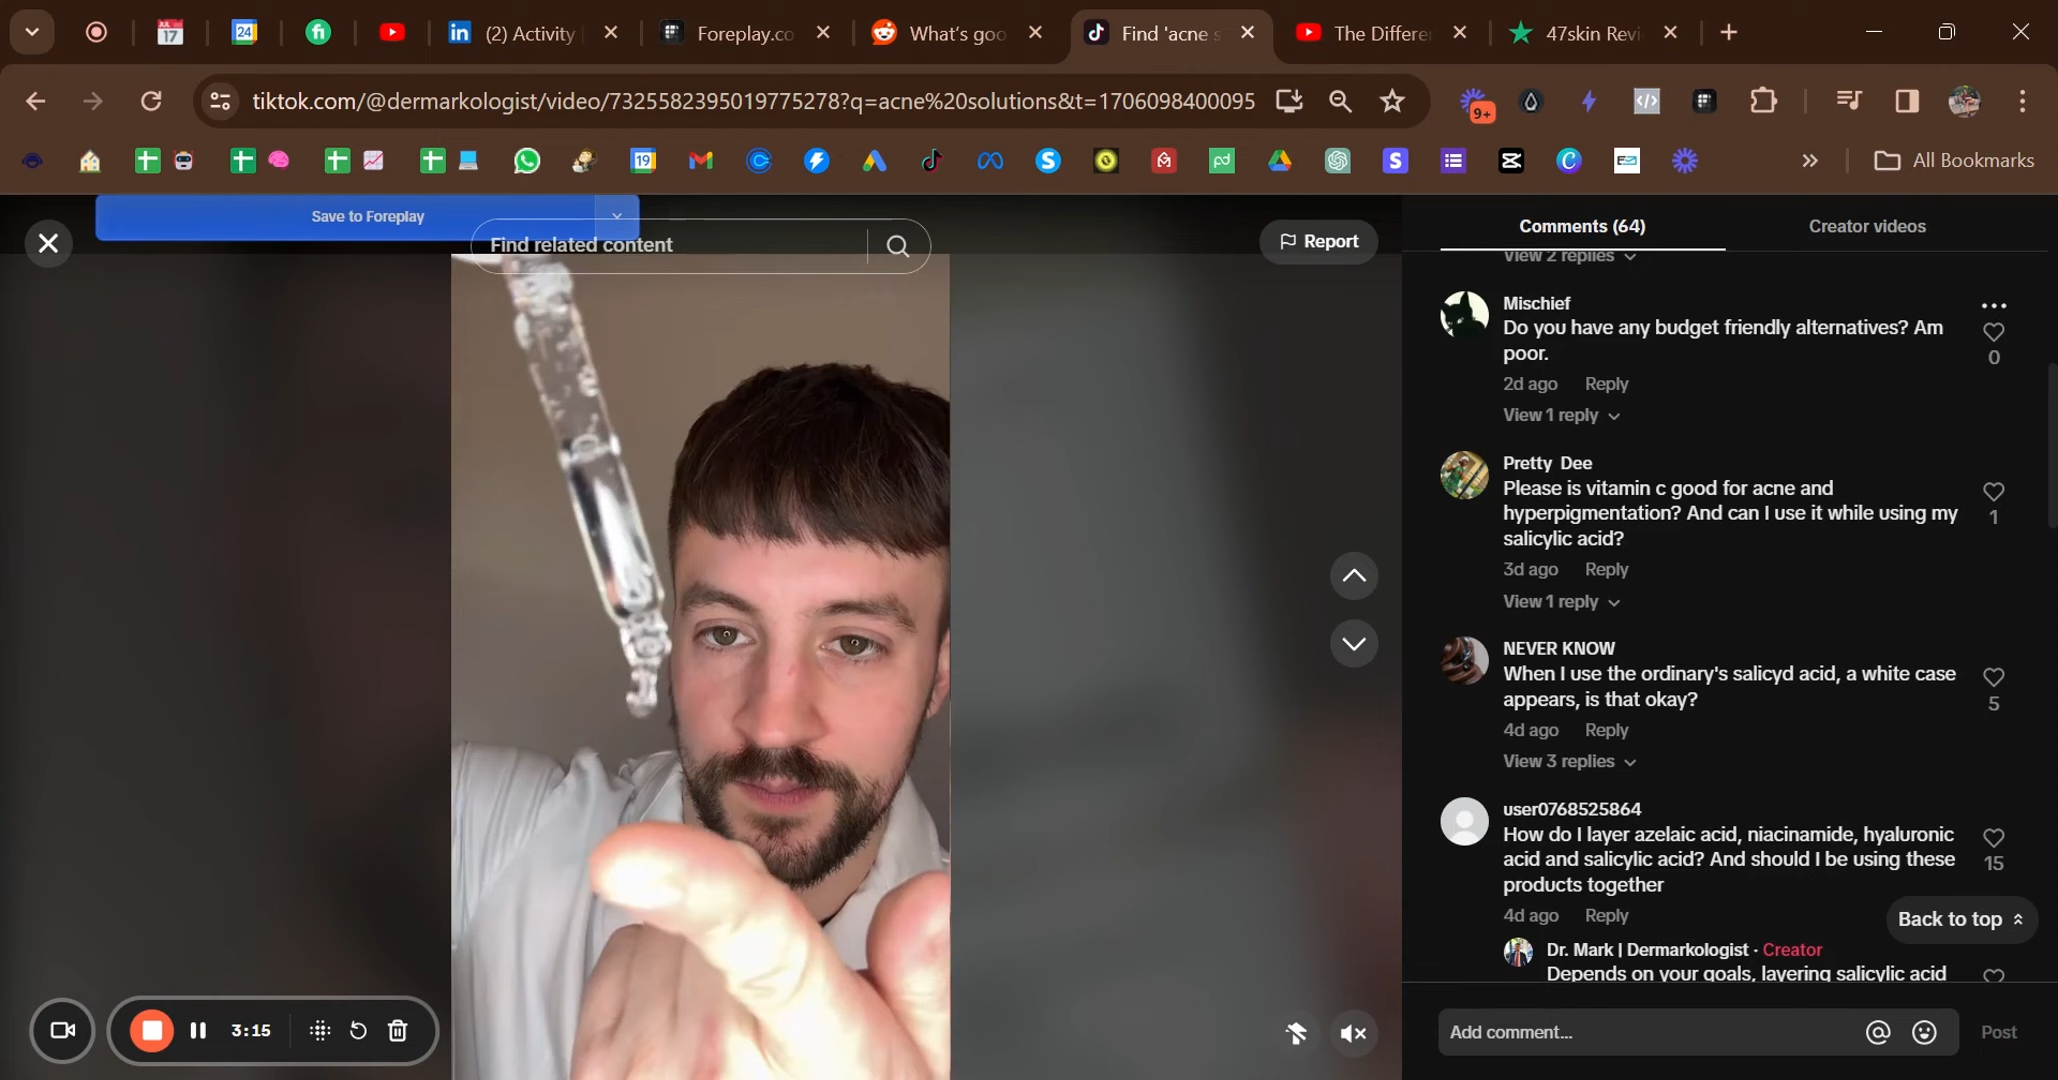 (2) Activity
Foreplay.co
What's goo
Find 'acne s
The Differe
47skin Revi
tiktok.com/@dermarkologist/video/7325582395019775278?q=acne%20solutions&t=1706098400095
9+
All Bookmarks
Save to Foreplay
Find related content
Report
Comments (64)
Creator videos
View 2 replies
Mischief
Do you have any budget friendly alternatives? Am
poor.
0
2d ago Reply
View 1 reply
Pretty Dee
Please is vitamin c good for acne and
hyperpigmentation? And can I use it while using my
salicylic acid?
1
3d ago Reply
View 1 reply
NEVER KNOW
When I use the ordinary's salicyd acid, a white case
appears, is that okay?
5
4d ago Reply
View 3 replies
user0768525864
How do I layer azelaic acid, niacinamide, hyaluronic
acid and salicylic acid? And should I be using these
products together
15
4d ago Reply
Back to top
Dr. Mark | Dermarkologist · Creator
Depends on your goals, layering salicylic acid
3:15
Add comment...
Post